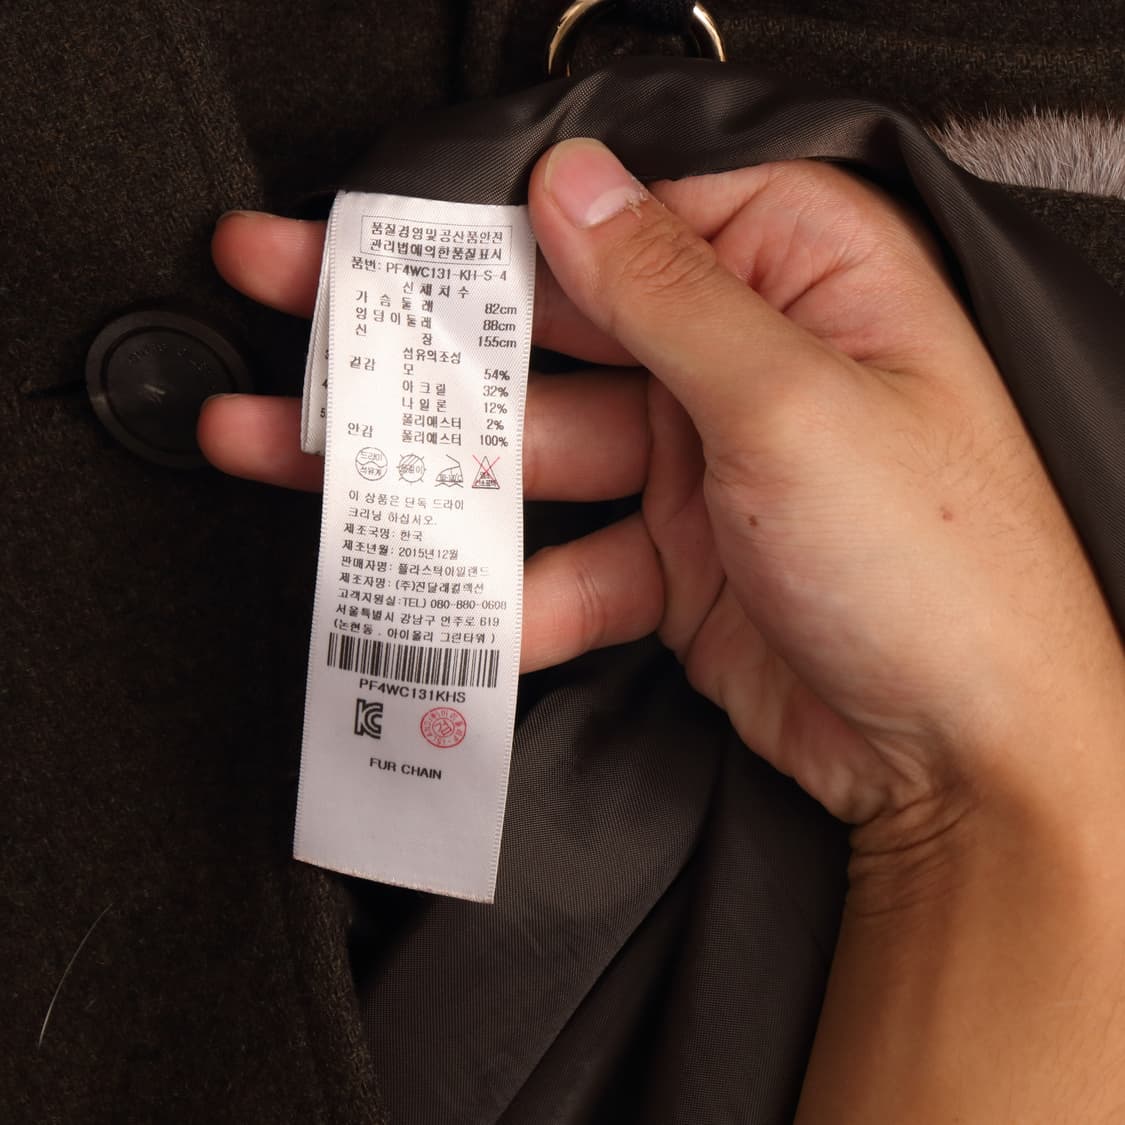 품질경영및공산품안전
관리법에의한품질표시
품번: PF4WC131-KH-S-4
신 체 치 수
가 슴 둘 레 82cm
엉 덩 이 둘 레 88cm
신 장 155cm
섬유의조성
겉감 모 54%
아 크 릴 32%
나 일 론 12%
폴리에스터 2%
안감 폴리에스터 100%
드라이
석유계
이 상품은 단독 드라이
크리닝 하십시오.
제조국명: 한국
제조년월: 2015년12월
판매자명: 플라스틱아일랜드
제조자명: (주)진달래컬렉션
고객지원실:TEL) 080-880-0608
서울특별시 강남구 언주로 619
(논현동 . 아이올리 그린타워 )
PF4WC131KHS
FUR CHAIN